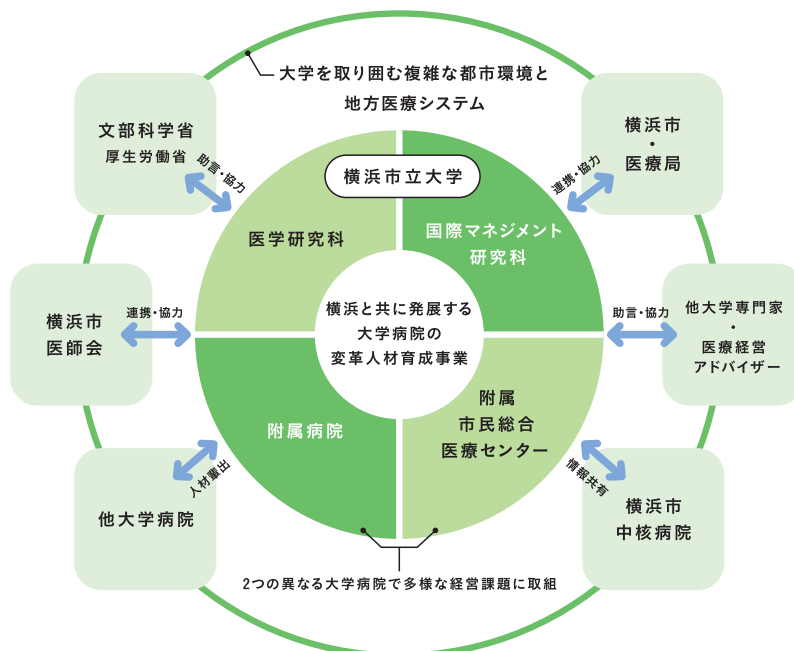 大学を取り囲む複雑な都市環境と
地方医療システム
文部科学省
厚生労働省
助言・協力
横浜市
・
医療局
連携・協力
横浜市立大学
医学研究科
国際マネジメント
研究科
横浜市
医師会
連携・協力
横浜と共に発展する
大学病院の
変革人材育成事業
助言・協力
他大学専門家
・
医療経営
アドバイザー
附属病院
附属
市民総合
医療センター
他大学病院
人材輩出
情報共有
横浜市
中核病院
2つの異なる大学病院で多様な経営課題に取組